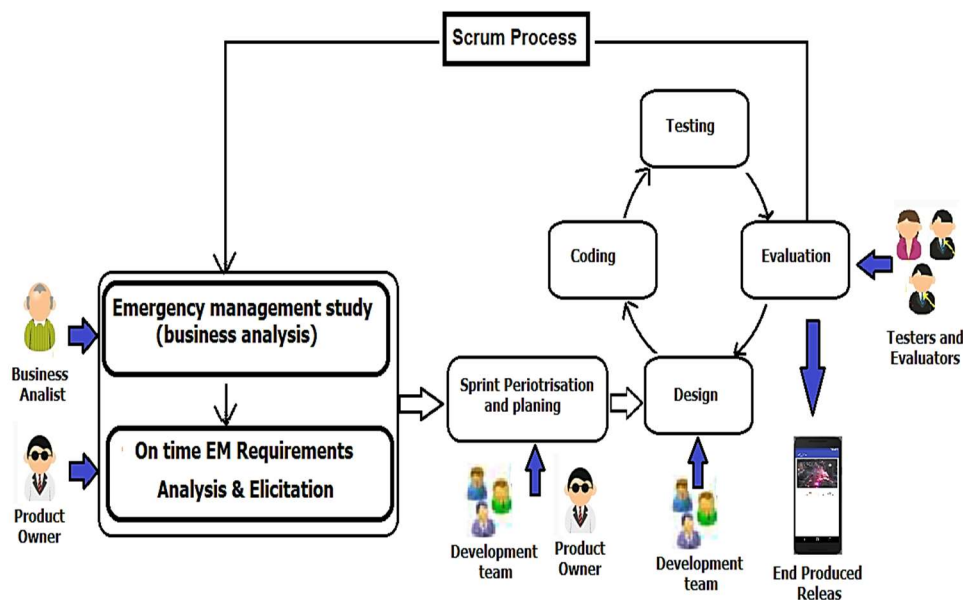 Scrum Process
Testing
Coding
Evaluation
Testers and
Evaluators
Emergency management study
(business analysis)
Business
Analist
Sprint Periotrisation
and planing
Design
On time EM Requirements
Analysis & Elicitation
Product
Owner
Development
team
Product
Owner
Development
team
End Produced
Releas